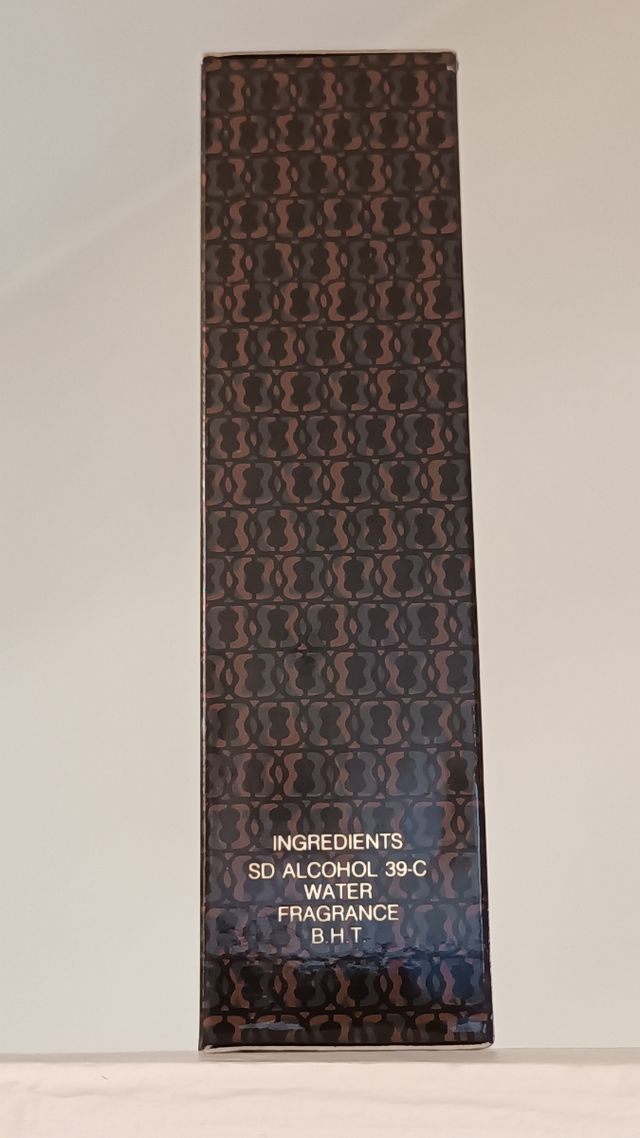 INGREDIENTS
SD ALCOHOL 39-C
WATER
FRAGRANCE
B.H.T.